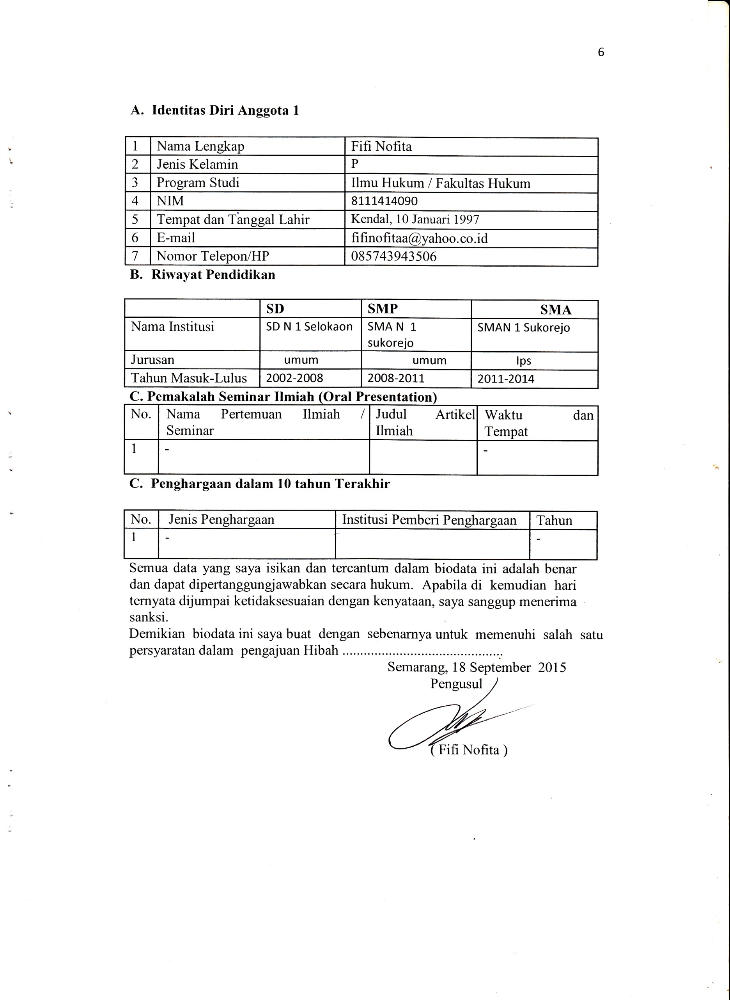 6
A. Identitas Diri Anggota 1
1 Nama Lengkap Fifi Nofita
2 Jenis Kelamin P
3 Program Studi Ilmu Hukum / Fakultas Hukum
4 NIM 8111414090
5 Tempat dan Tanggal Lahir Kendal, 10 Januari 1997
6 E-mail fifinofitaa@yahoo.co.id
7 Nomor Telepon/HP 085743943506
B. Riwayat Pendidikan
SD SMP SMA
Nama Institusi SD N 1 Selokaon SMA N 1 SMAN 1 Sukorejo
sukorejo
Jurusan umum umum Ips
Tahun Masuk-Lulus 2002-2008 2008-2011 2011-2014
C. Pemakalah Seminar Ilmiah (Oral Presentation)
No. Nama Pertemuan Ilmiah / Judul Artikel Waktu dan
Seminar Ilmiah Tempat
1 - -
C. Penghargaan dalam 10 tahun Terakhir
No. Jenis Penghargaan Institusi Pemberi Penghargaan Tahun
1 - -
Semua data yang saya isikan dan tercantum dalam biodata ini adalah benar
dan dapat dipertanggungjawabkan secara hukum. Apabila di kemudian hari
ternyata dijumpai ketidaksesuaian dengan kenyataan, saya sanggup menerima
sanksi.
Demikian biodata ini saya buat dengan sebenarnya untuk memenuhi salah satu
persyaratan dalam pengajuan Hibah .............................................
Semarang, 18 September 2015
Pengusul
( Fifi Nofita )